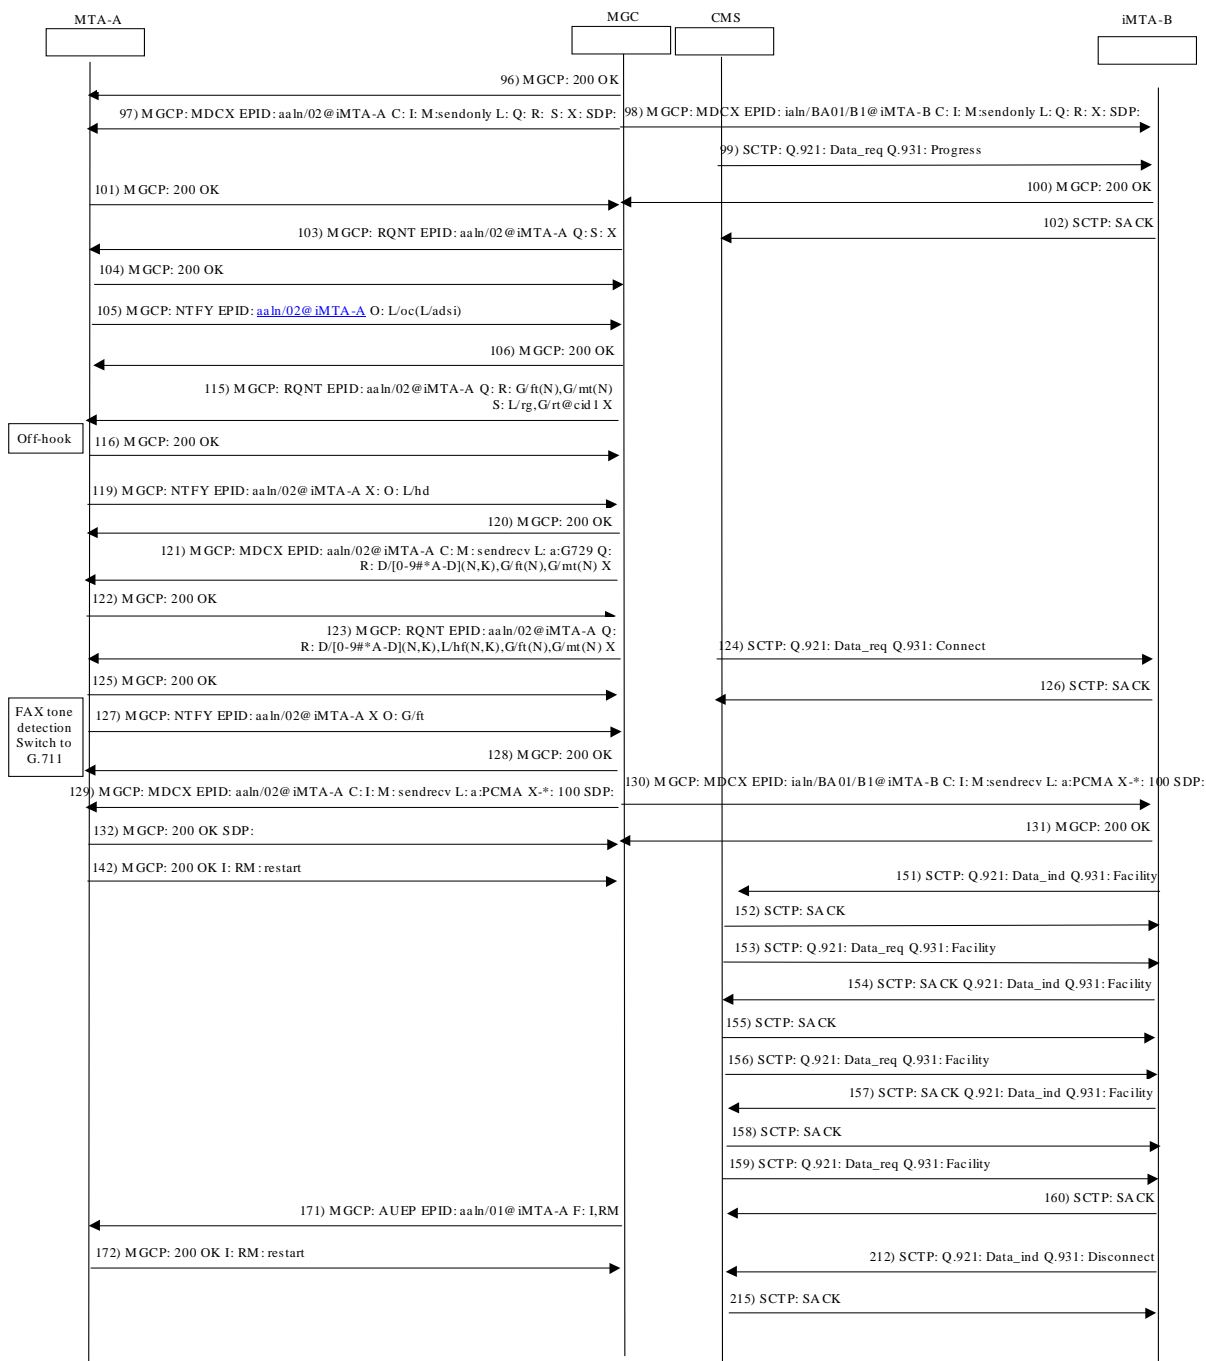 MTA-A
MGC
CMS
iMTA-B
96) MGCP: 200 OK
97) MGCP: MDCX EPID: aaln/02@iMTA-A C: I: M:sendonly L: Q: R: S: X: SDP:
98) MGCP: MDCX EPID: ialn/BA01/B1@iMTA-B C: I: M:sendonly L: Q: R: X: SDP:
99) SCTP: Q.921: Data_req Q.931: Progress
101) MGCP: 200 OK
100) MGCP: 200 OK
102) SCTP: SACK
103) MGCP: RQNT EPID: aaln/02@iMTA-A Q: S: X
104) MGCP: 200 OK
105) MGCP: NTFY EPID: aaln/02@iMTA-A O: L/oc(L/adsi)
106) MGCP: 200 OK
115) MGCP: RQNT EPID: aaln/02@iMTA-A Q: R: G/ft(N),G/mt(N)
S: L/rg,G/rt@cid1 X
Off-hook
116) MGCP: 200 OK
119) MGCP: NTFY EPID: aaln/02@iMTA-A X: O: L/hd
120) MGCP: 200 OK
121) MGCP: MDCX EPID: aaln/02@iMTA-A C: M: sendrecv L: a:G729 Q:
R: D/[0-9#*A-D](N,K),G/ft(N),G/mt(N) X
122) MGCP: 200 OK
123) MGCP: RQNT EPID: aaln/02@iMTA-A Q:
R: D/[0-9#*A-D](N,K),L/hf(N,K),G/ft(N),G/mt(N) X
124) SCTP: Q.921: Data_req Q.931: Connect
125) MGCP: 200 OK
126) SCTP: SACK
FAX tone
detection
Switch to
G.711
127) MGCP: NTFY EPID: aaln/02@iMTA-A X O: G/ft
128) MGCP: 200 OK
129) MGCP: MDCX EPID: aaln/02@iMTA-A C: I: M: sendrecv L: a:PCMA X-*: 100 SDP:
130) MGCP: MDCX EPID: ialn/BA01/B1@iMTA-B C: I: M:sendrecv L: a:PCMA X-*: 100 SDP:
132) MGCP: 200 OK SDP:
131) MGCP: 200 OK
142) MGCP: 200 OK I: RM: restart
151) SCTP: Q.921: Data_ind Q.931: Facility
152) SCTP: SACK
153) SCTP: Q.921: Data_req Q.931: Facility
154) SCTP: SACK Q.921: Data_ind Q.931: Facility
155) SCTP: SACK
156) SCTP: Q.921: Data_req Q.931: Facility
157) SCTP: SACK Q.921: Data_ind Q.931: Facility
158) SCTP: SACK
159) SCTP: Q.921: Data_req Q.931: Facility
160) SCTP: SACK
171) MGCP: AUEP EPID: aaln/01@iMTA-A F: I,RM
172) MGCP: 200 OK I: RM: restart
212) SCTP: Q.921: Data_ind Q.931: Disconnect
215) SCTP: SACK